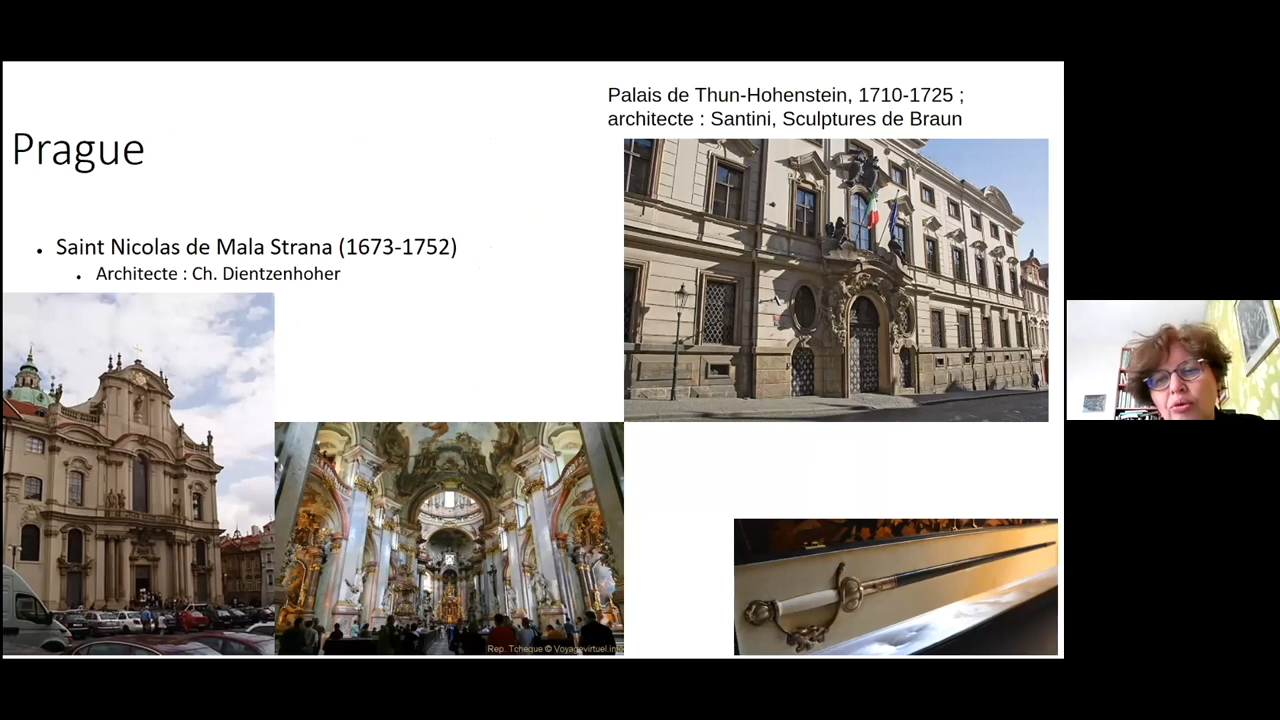 Prague
Saint Nicolas de Mala Strana (1673-1752)
Architecte : Ch. Dientzenhoher
Palais de Thun-Hohenstein, 1710-1725 ;
architecte : Santini, Sculptures de Braun
Rep. Tcheque © Voyagevirtuel.inf